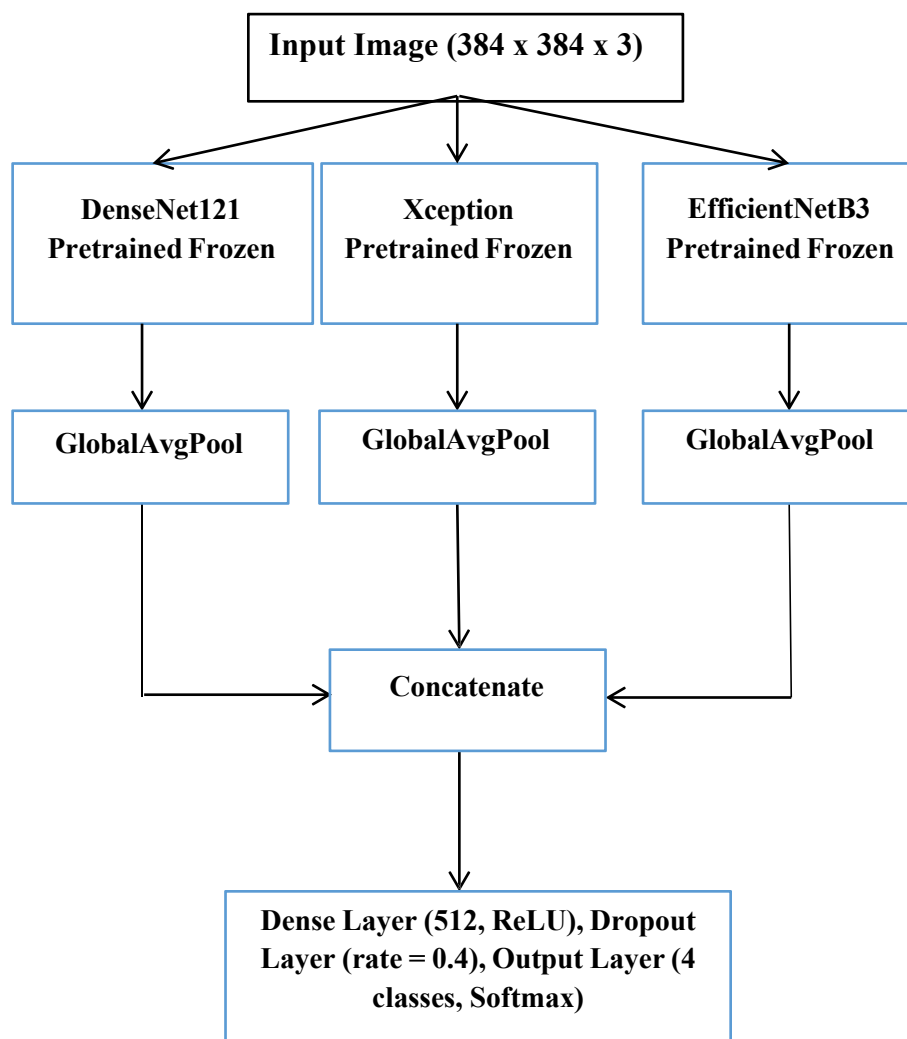 Input Image (384 x 384 x 3)
DenseNet121
Pretrained Frozen
Xception
Pretrained Frozen
EfficientNetB3
Pretrained Frozen
GlobalAvgPool
GlobalAvgPool
GlobalAvgPool
Concatenate
Dense Layer (512, ReLU), Dropout
Layer (rate = 0.4), Output Layer (4
classes, Softmax)